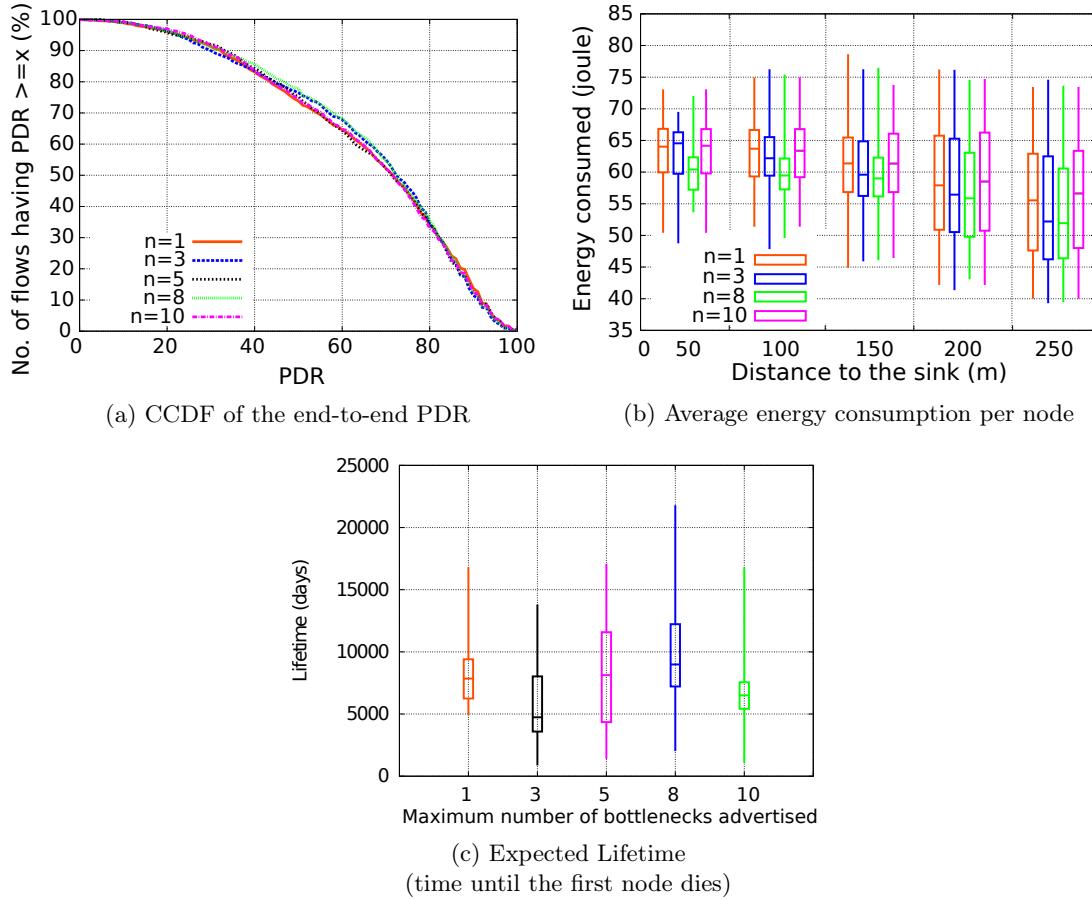 No. of flows having PDR >=x (%)
100
90
80
70
60
50
40
30
20
10
0
n=1
n=3
n=5
n=8
n=10
0 20 40 60 80 100
PDR
(a) CCDF of the end-to-end PDR
Energy consumed (joule)
85
80
75
70
65
60
55
50
45
40
35
n=1
n=3
n=8
n=10
0 50 100 150 200 250
Distance to the sink (m)
(b) Average energy consumption per node
Lifetime (days)
25000
20000
15000
10000
5000
0
1 3 5 8 10
Maximum number of bottlenecks advertised
(c) Expected Lifetime
(time until the first node dies)